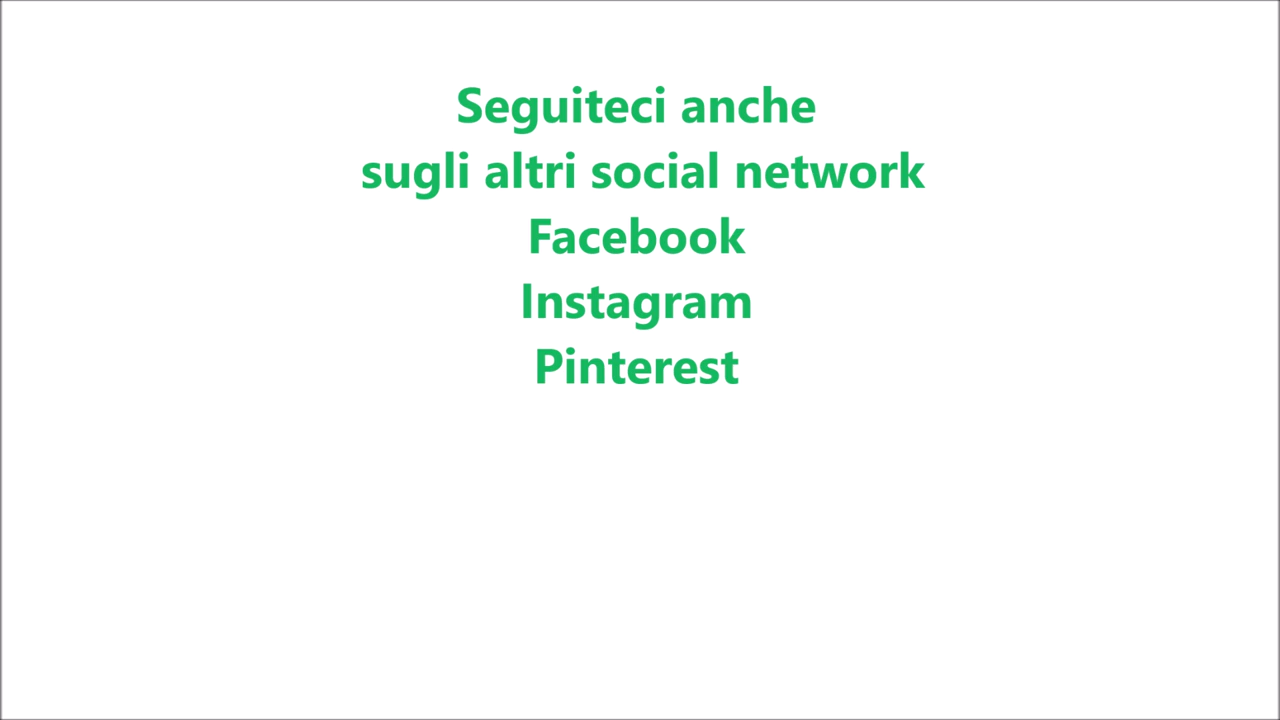 Seguiteci anche
sugli altri social network
Facebook
Instagram
Pinterest